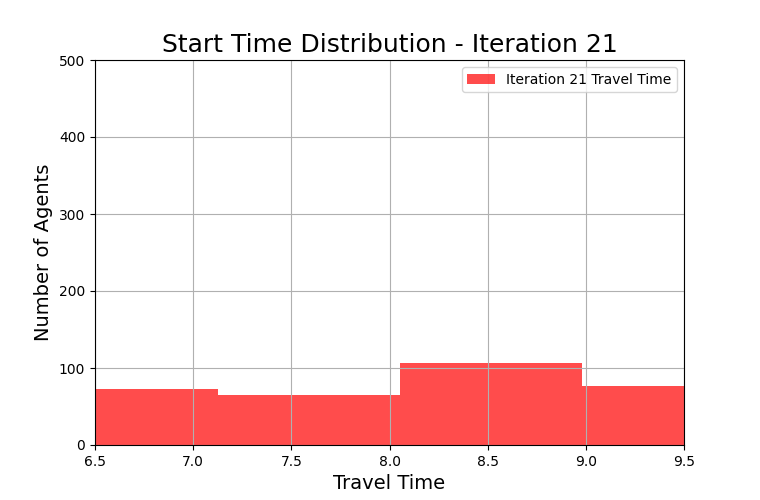 Start Time Distribution - Iteration 21
Iteration 21 Travel Time
Number of Agents
500
400
300
200
100
0
6.5 7.0 7.5 8.0 8.5 9.0 9.5
Travel Time